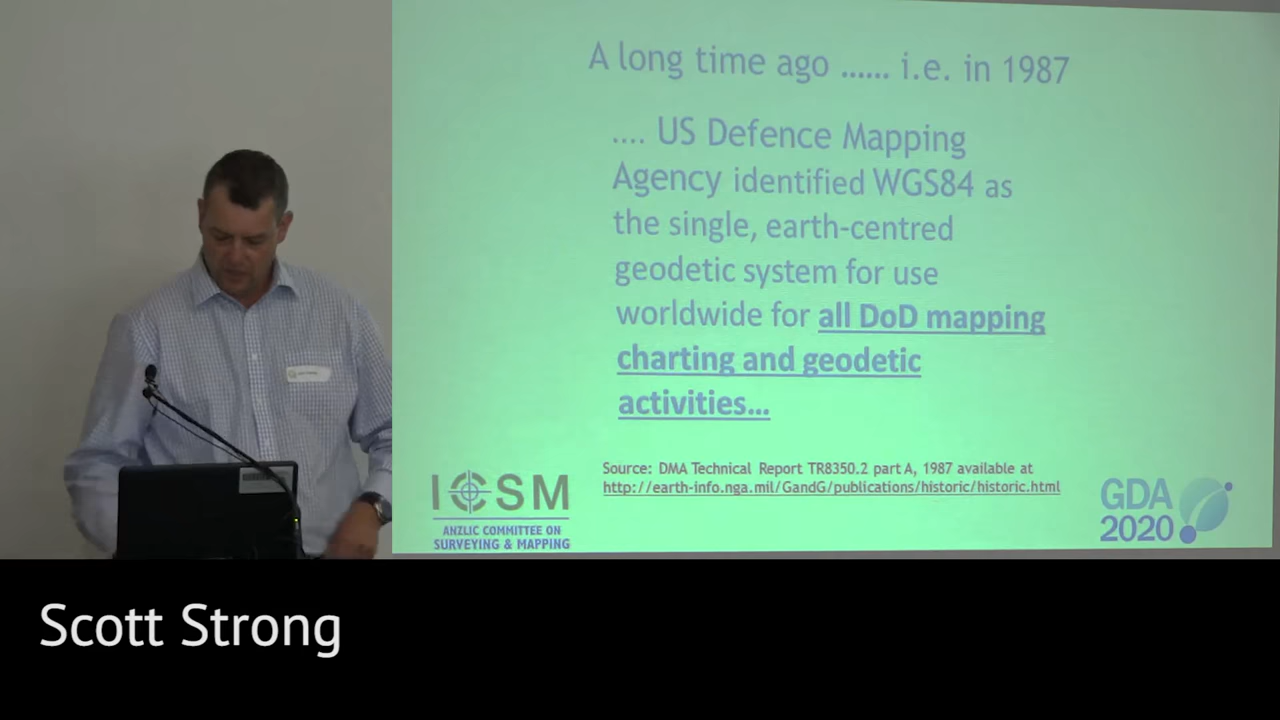 A long time ago ...... i.e. in 1987
.... US Defence Mapping
Agency identified WGS84 as
the single, earth-centred
geodetic system for use
worldwide for all DoD mapping
charting and geodetic
activities...
Source: DMA Technical Report TR8350.2 part A, 1987 available at
http://earth-info.nga.mil/GandG/publications/historic/historic.html
ICSM
ANZLIC COMMITTEE ON
SURVEYING & MAPPING
GDA
2020
Scott Strong